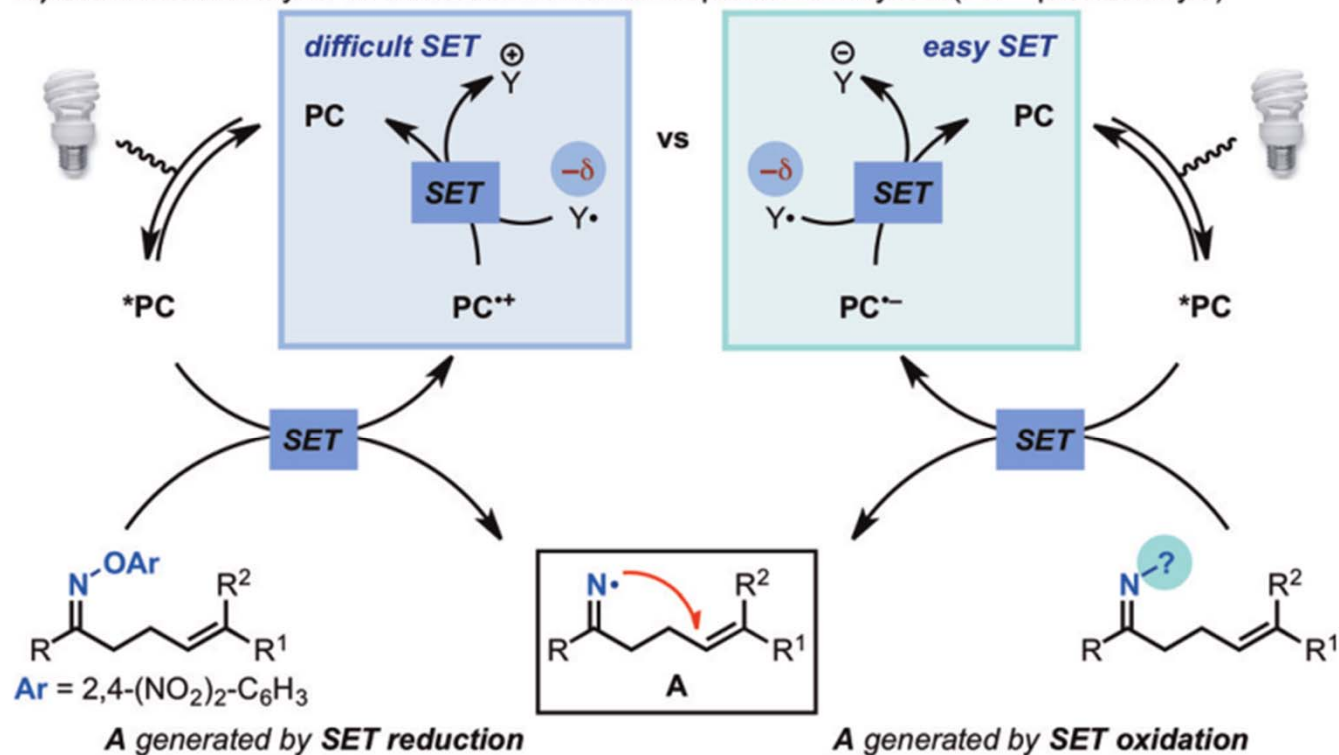 difficult SET
easy SET
⊕
Y
⊖
Y
PC
PC
vs
SET
–δ
Y•
–δ
Y•
SET
*PC
PC•+
PC•–
*PC
SET
SET
N-OAr
R²
R
R¹
Ar = 2,4-(NO₂)₂-C₆H₃
N•
R²
R
R¹
A
N-?
R²
R
R¹
A generated by SET reduction
A generated by SET oxidation